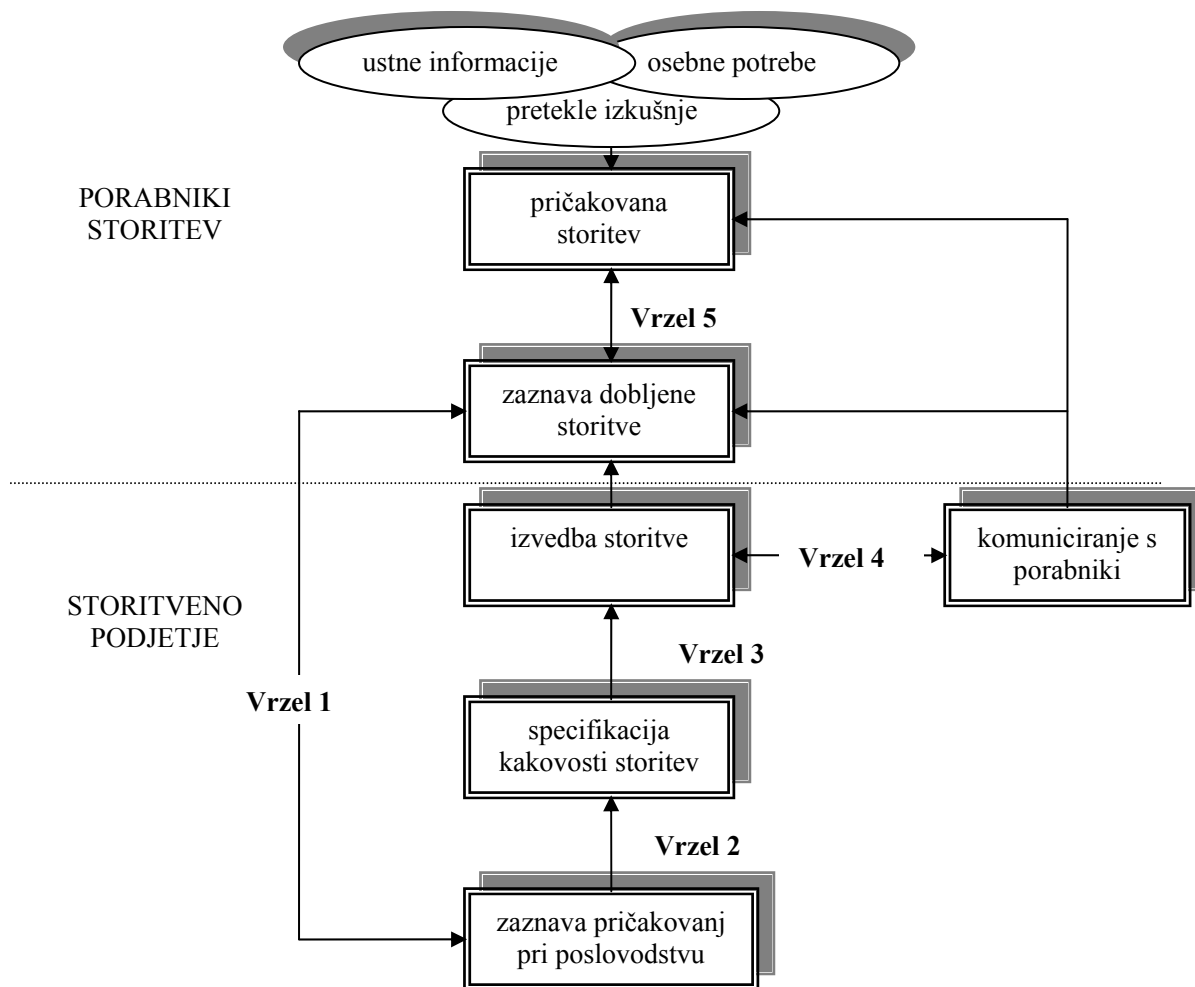 ustne informacije
osebne potrebe
pretekle izkušnje
PORABNIKI
STORITEV
pričakovana
storitev
Vrzel 5
zaznava dobljene
storitve
izvedba storitve
Vrzel 4
komuniciranje s
porabniki
STORITVENO
PODJETJE
Vrzel 3
Vrzel 1
specifikacija
kakovosti storitev
Vrzel 2
zaznava pričakovanj
pri poslovodstvu